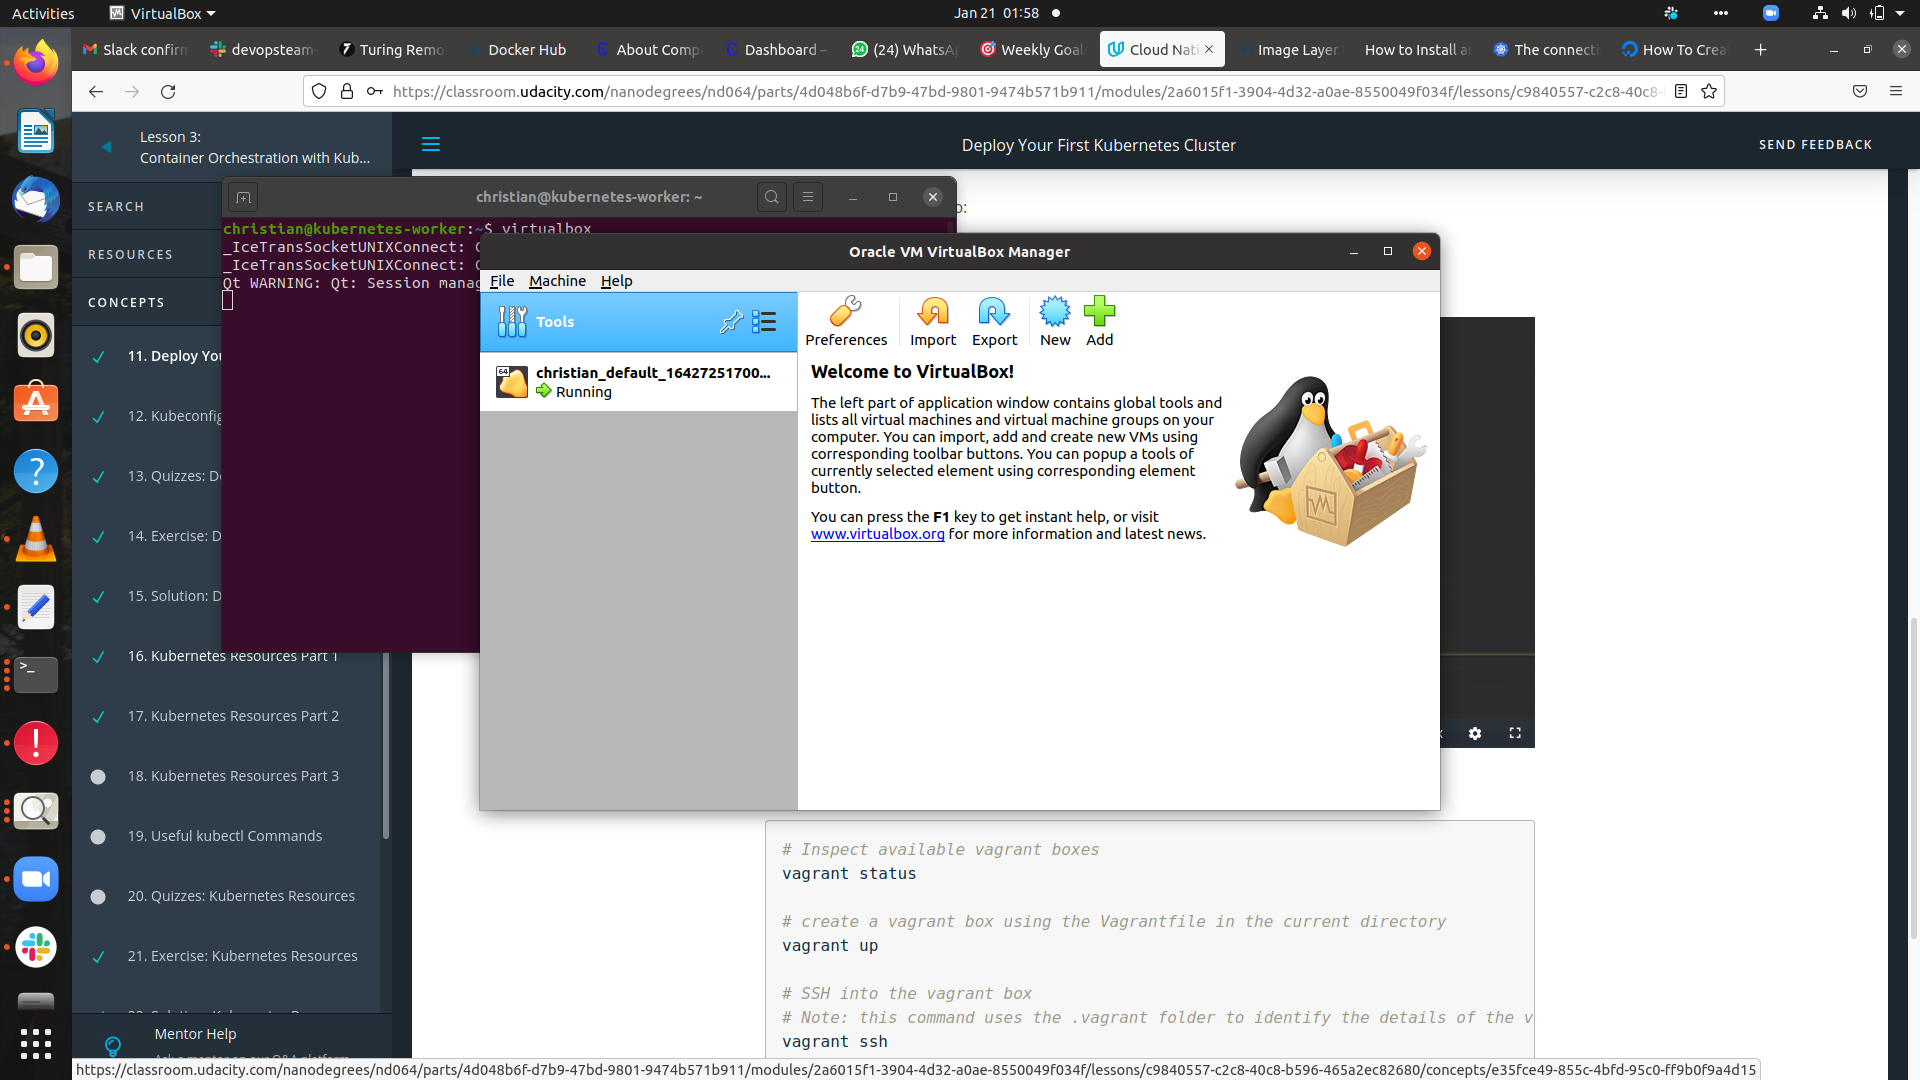 Activities
VirtualBox
Jan 21 01:58
Slack confirm
devopsteam-
Turing Remo
Docker Hub
About Comp
Dashboard –
(24) WhatsA
Weekly Goal
Cloud Nati
Image Layer
How to Install a
The connecti
How To Crea
https://classroom.udacity.com/nanodegrees/nd064/parts/4d048b6f-d7b9-47bd-9801-9474b571b911/modules/2a6015f1-3904-4d32-a0ae-8550049f034f/lessons/c9840557-c2c8-40c8-
Lesson 3:
Container Orchestration with Kub...
Deploy Your First Kubernetes Cluster
SEND FEEDBACK
SEARCH
RESOURCES
CONCEPTS
11. Deploy You
12. Kubeconfig
13. Quizzes: De
14. Exercise: D
15. Solution: D
16. Kubernetes Resources Part 1
17. Kubernetes Resources Part 2
18. Kubernetes Resources Part 3
19. Useful kubectl Commands
20. Quizzes: Kubernetes Resources
21. Exercise: Kubernetes Resources
Mentor Help
christian@kubernetes-worker: ~
christian@kubernetes-worker:~$ virtualbox
_IceTransSocketUNIXConnect: C
_IceTransSocketUNIXConnect: C
Qt WARNING: Qt: Session manag
Oracle VM VirtualBox Manager
File Machine Help
Tools
64
christian_default_16427251700...
Running
Preferences
Import
Export
New
Add
Welcome to VirtualBox!
The left part of application window contains global tools and
lists all virtual machines and virtual machine groups on your
computer. You can import, add and create new VMs using
corresponding toolbar buttons. You can popup a tools of
currently selected element using corresponding element
button.
You can press the F1 key to get instant help, or visit
www.virtualbox.org for more information and latest news.
# Inspect available vagrant boxes
vagrant status
# create a vagrant box using the Vagrantfile in the current directory
vagrant up
# SSH into the vagrant box
# Note: this command uses the .vagrant folder to identify the details of the v
vagrant ssh
https://classroom.udacity.com/nanodegrees/nd064/parts/4d048b6f-d7b9-47bd-9801-9474b571b911/modules/2a6015f1-3904-4d32-a0ae-8550049f034f/lessons/c9840557-c2c8-40c8-b596-465a2ec82680/concepts/e35fce49-855c-4bfd-95c0-ff9b0f9a4d15